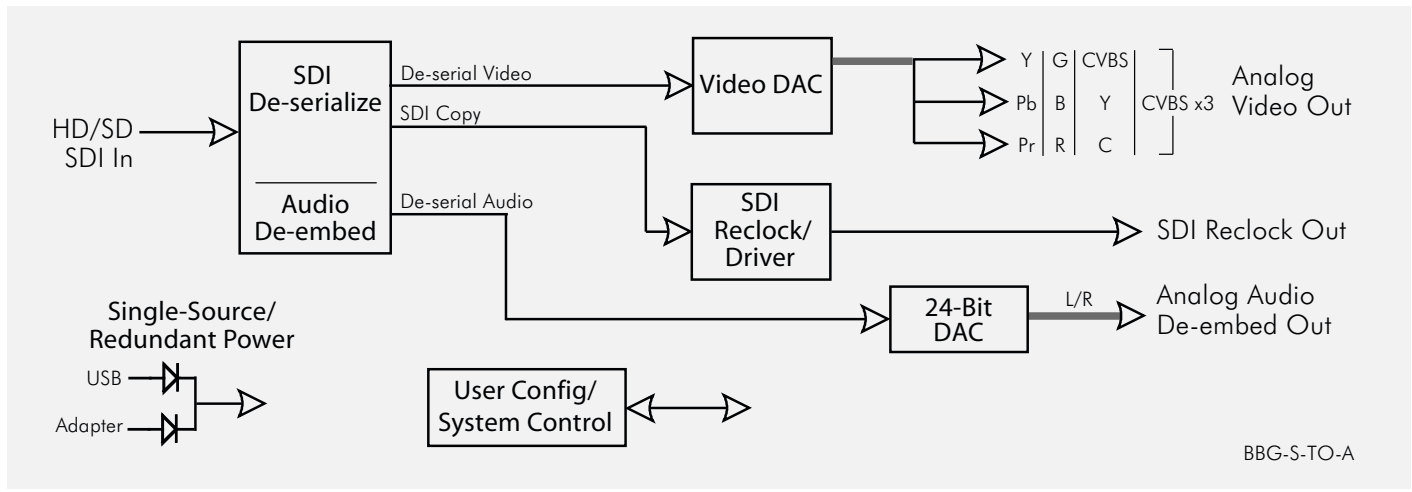 SDI
De-serialize
Audio
De-embed
HD/SD
SDI In
De-serial Video
SDI Copy
De-serial Audio
Video DAC
Y | G | CVBS
Pb | B | Y | CVBS x3
Pr | R | C
Analog
Video Out
SDI
Reclock/
Driver
SDI Reclock Out
24-Bit
DAC
L/R
Analog Audio
De-embed Out
Single-Source/
Redundant Power
USB
Adapter
User Config/
System Control
BBG-S-TO-A